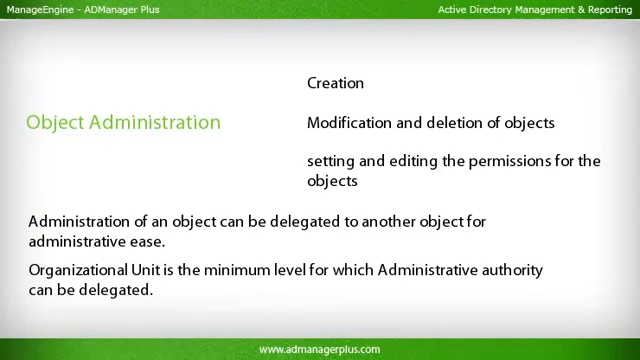 ManageEngine - ADManager Plus
Active Directory Management & Reporting
Creation
Object Administration
Modification and deletion of objects
setting and editing the permissions for the
objects
Administration of an object can be delegated to another object for
administrative ease.
Organizational Unit is the minimum level for which Administrative authority
can be delegated.
www.admanagerplus.com